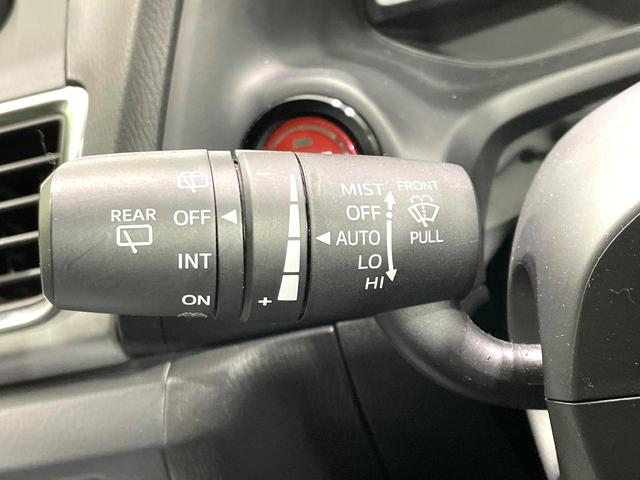 REAR
OFF
INT
ON
-
+
MIST
OFF
AUTO
LO
HI
FRONT
PULL